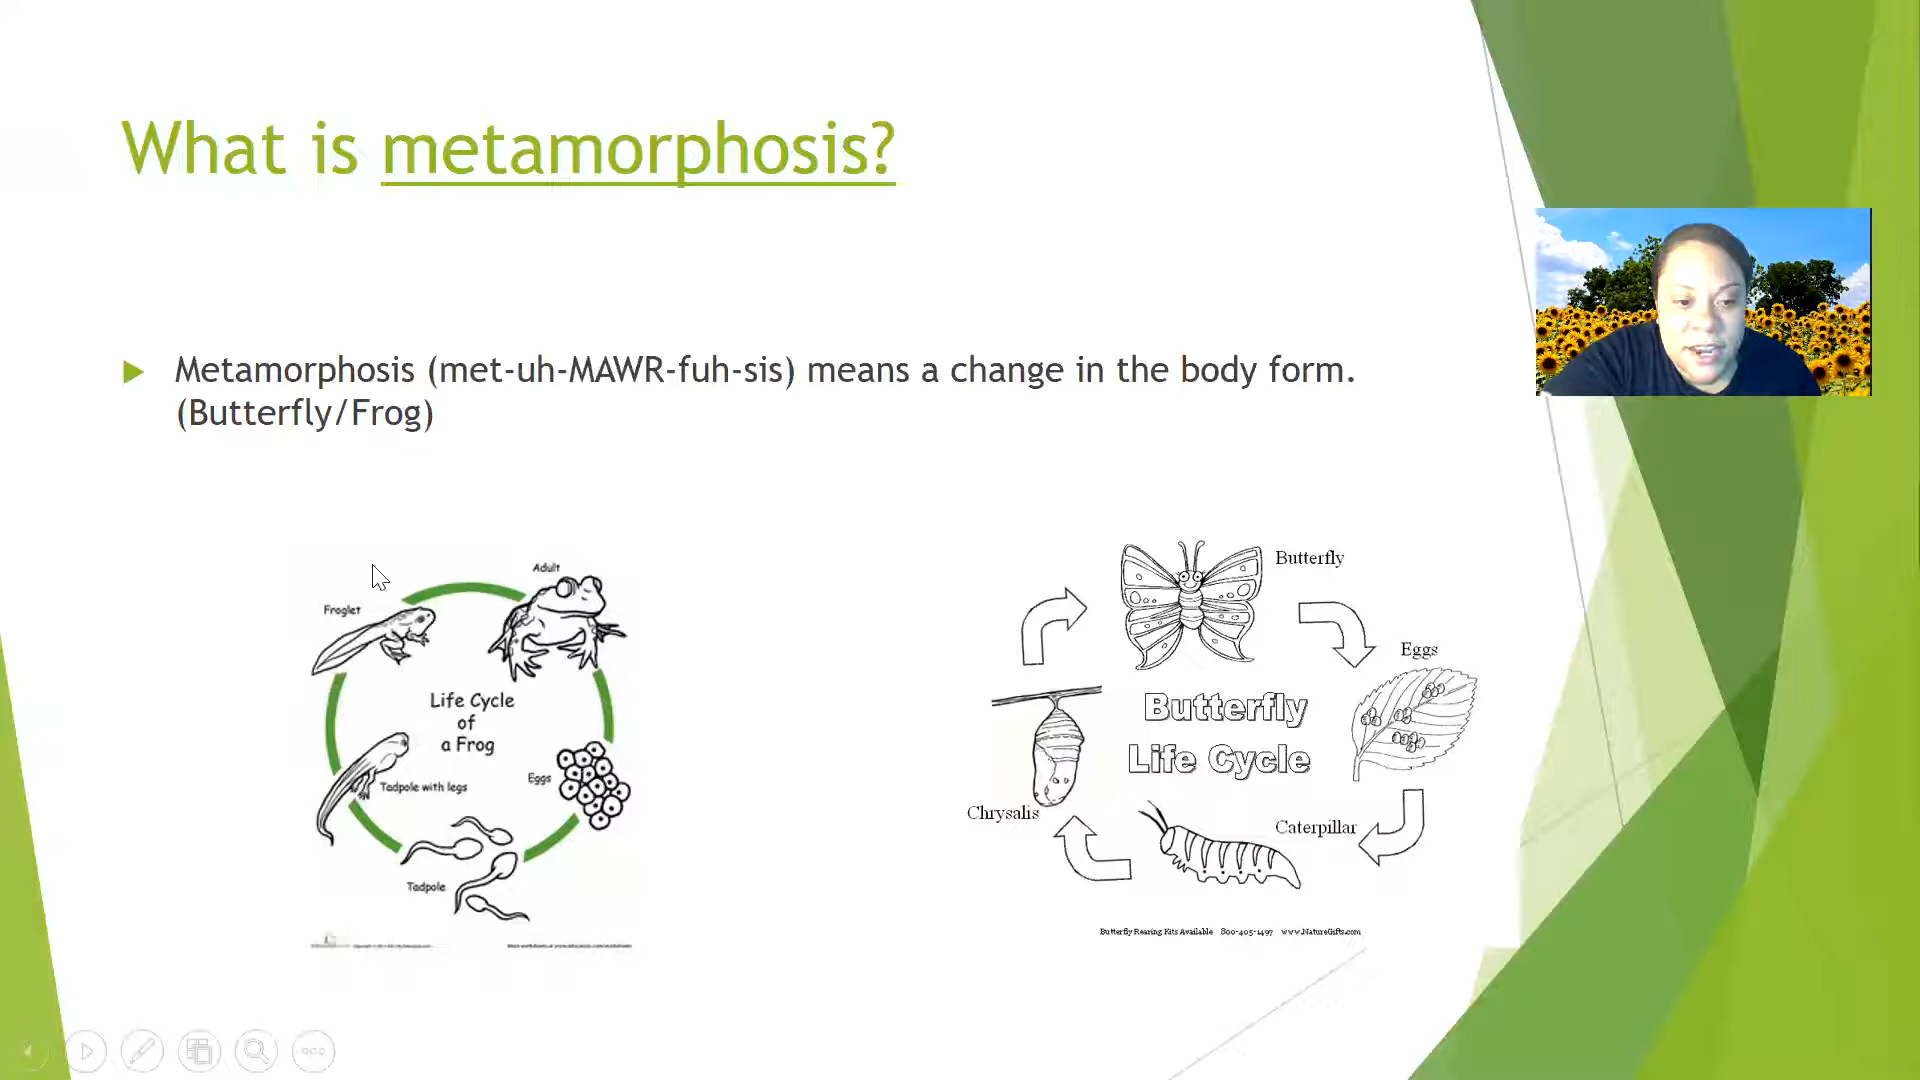 What is metamorphosis?
Metamorphosis (met-uh-MAWR-fuh-sis) means a change in the body form.
(Butterfly/Frog)
Adult
Froglet
Life Cycle
of
a Frog
Eggs
Tadpole with legs
Tadpole
Butterfly
Eggs
Butterfly
Life Cycle
Chrysalis
Caterpillar
Butterfly Rearing Kits Available 800-405-1497 www.NatureGifts.com